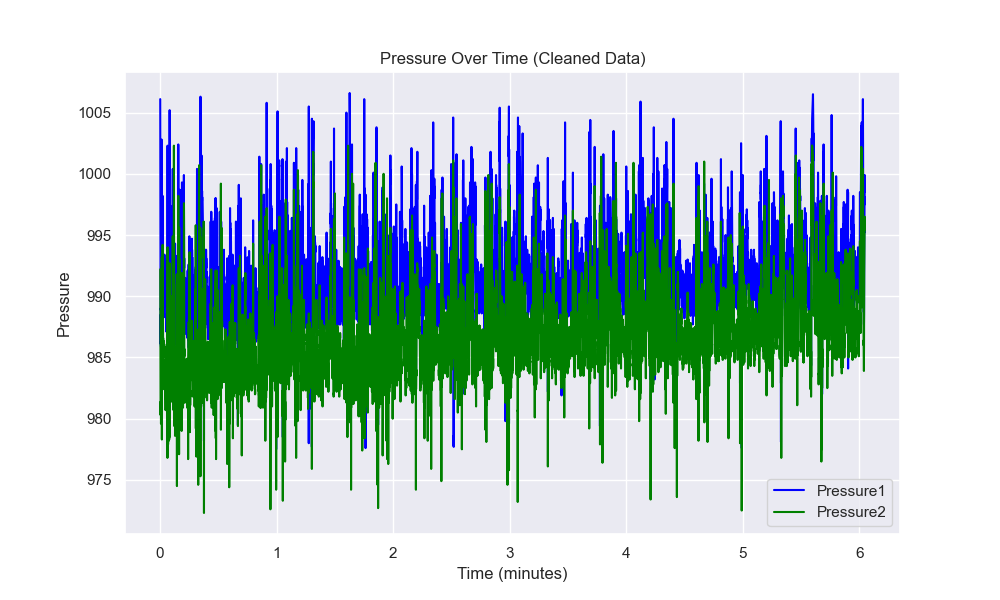 Pressure Over Time (Cleaned Data)
1005
1000
995
990
985
980
975
Pressure
0 1 2 3 4 5 6
Time (minutes)
Pressure1
Pressure2